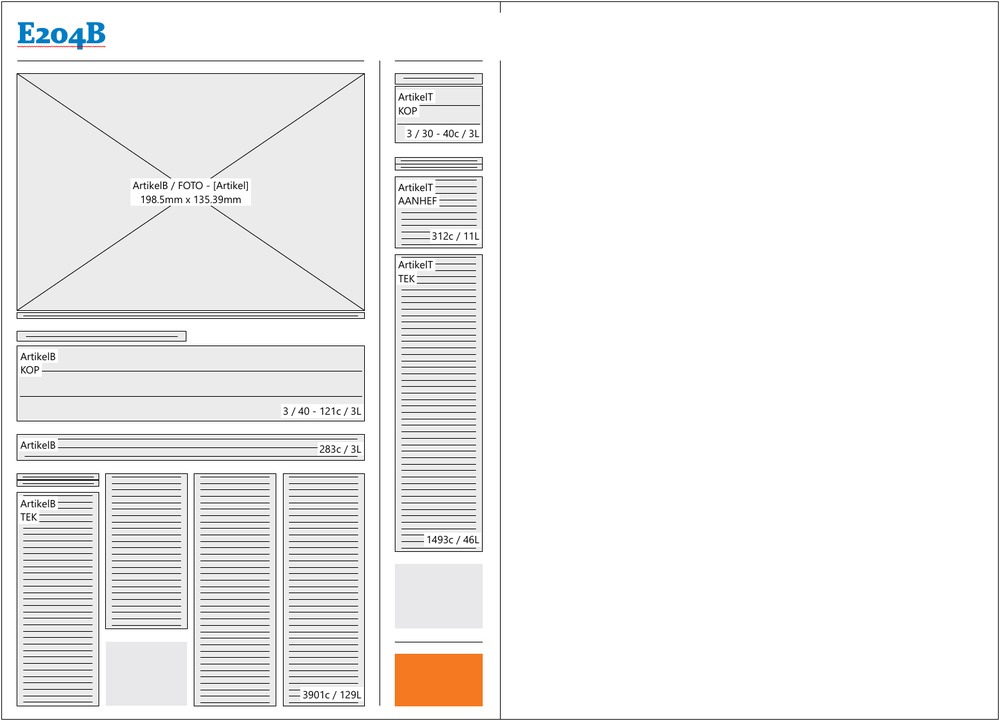 E204B
ArtikelB / FOTO - [Artikel]
198.5mm x 135.39mm
ArtikelB
KOP
3 / 40 - 121c / 3L
ArtikelB
283c / 3L
ArtikelB
TEK
3901c / 129L
ArtikelT
KOP
3 / 30 - 40c / 3L
ArtikelT
AANHEF
312c / 11L
ArtikelT
TEK
1493c / 46L